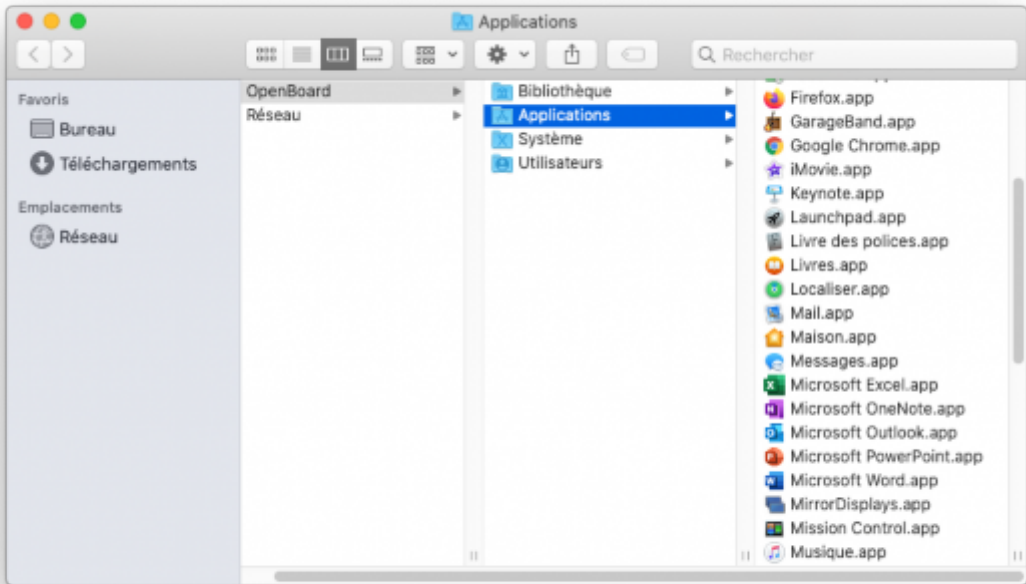 Applications
Rechercher
Favoris
Bureau
Téléchargements
Emplacements
Réseau
OpenBoard
Réseau
Bibliothèque
Applications
Système
Utilisateurs
Firefox.app
GarageBand.app
Google Chrome.app
iMovie.app
Keynote.app
Launchpad.app
Livre des polices.app
Livres.app
Localiser.app
Mail.app
Maison.app
Messages.app
Microsoft Excel.app
Microsoft OneNote.app
Microsoft Outlook.app
Microsoft PowerPoint.app
Microsoft Word.app
MirrorDisplays.app
Mission Control.app
Musique.app